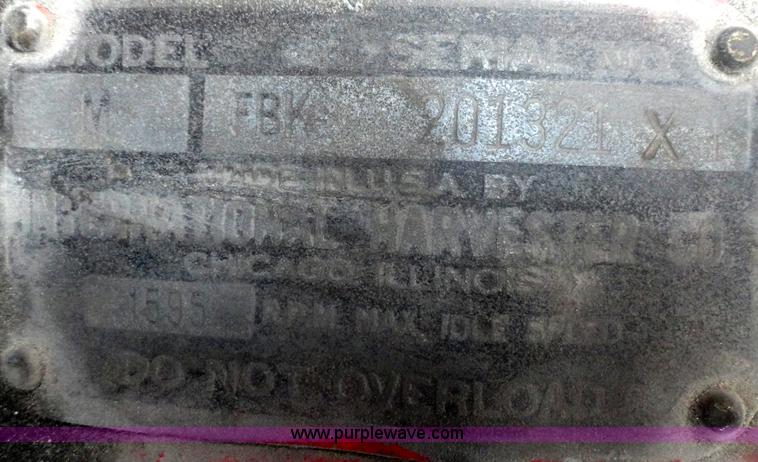 MODEL SERIAL NO.
M FBK- 201321 X1
MADE IN U.S.A. BY
INTERNATIONAL HARVESTER CO
CHICAGO ILLINOIS
1595 R.P.M. MAX. IDLE SPEED
DO NOT OVERLOAD
www.purplewave.com